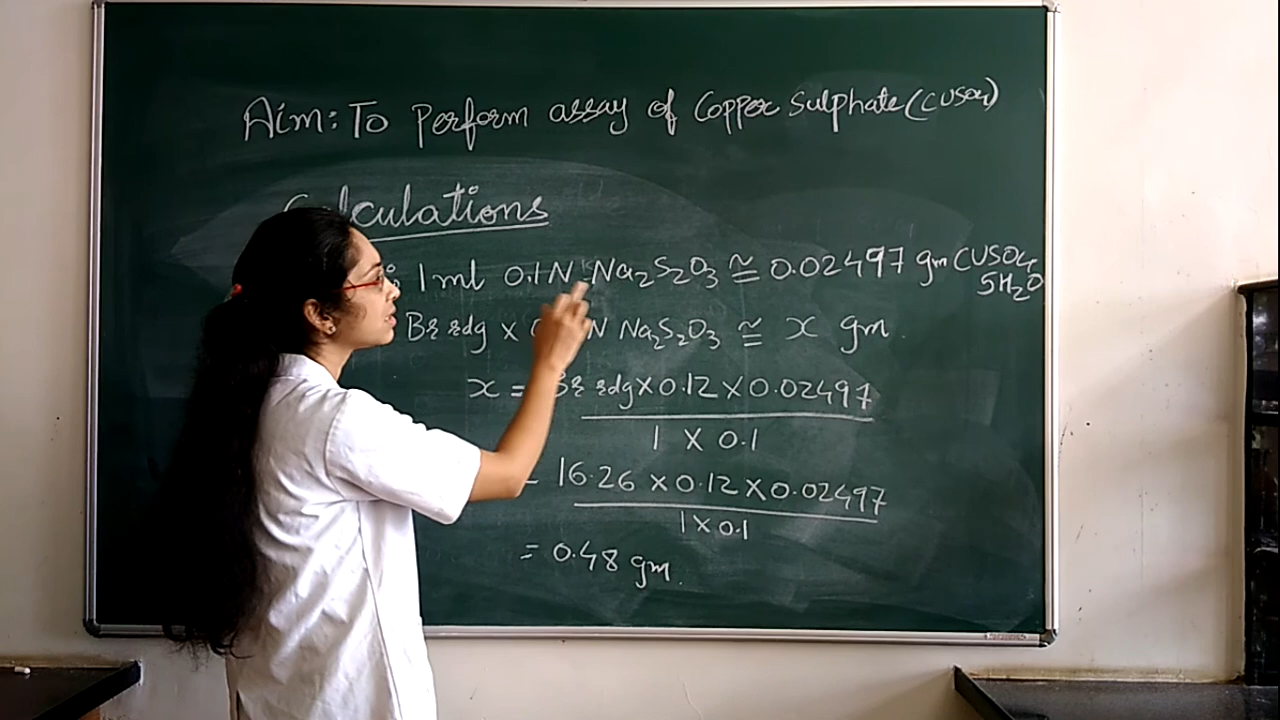 Aim: To perform assay of Copper Sulphate (CUSO4)
Calculations
1 ml 0.1N Na2S2O3 ≅ 0.02497 gm CUSO4
5H2O
Br rdg x N Na2S2O3 ≅ x gm.
x = Br rdg X 0.12 X 0.02497
1 X 0.1
= 16.26 x 0.12 X 0.02497
1 X 0.1
= 0.48 gm.